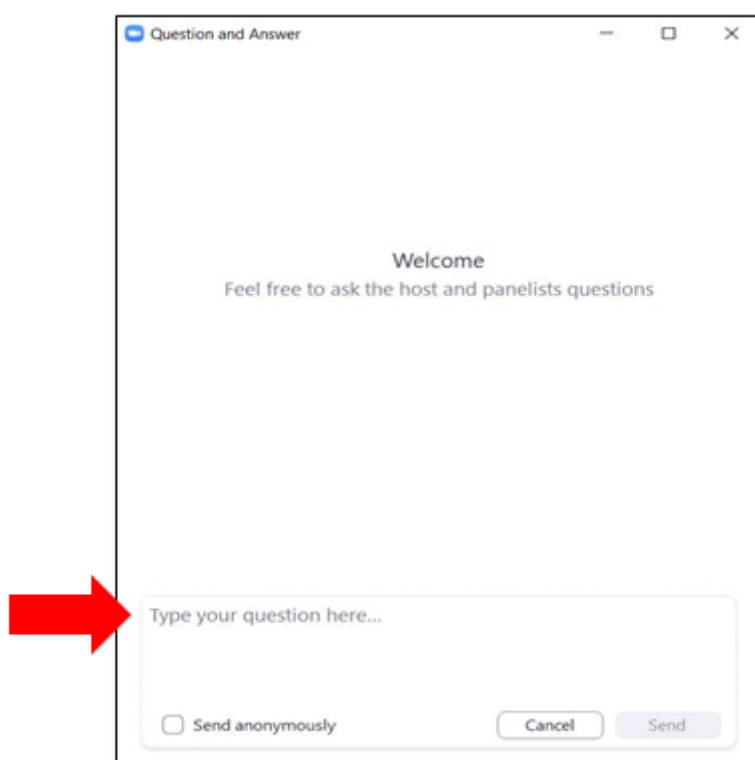 Question and Answer
Welcome
Feel free to ask the host and panelists questions
Type your question here...
Send anonymously
Cancel
Send